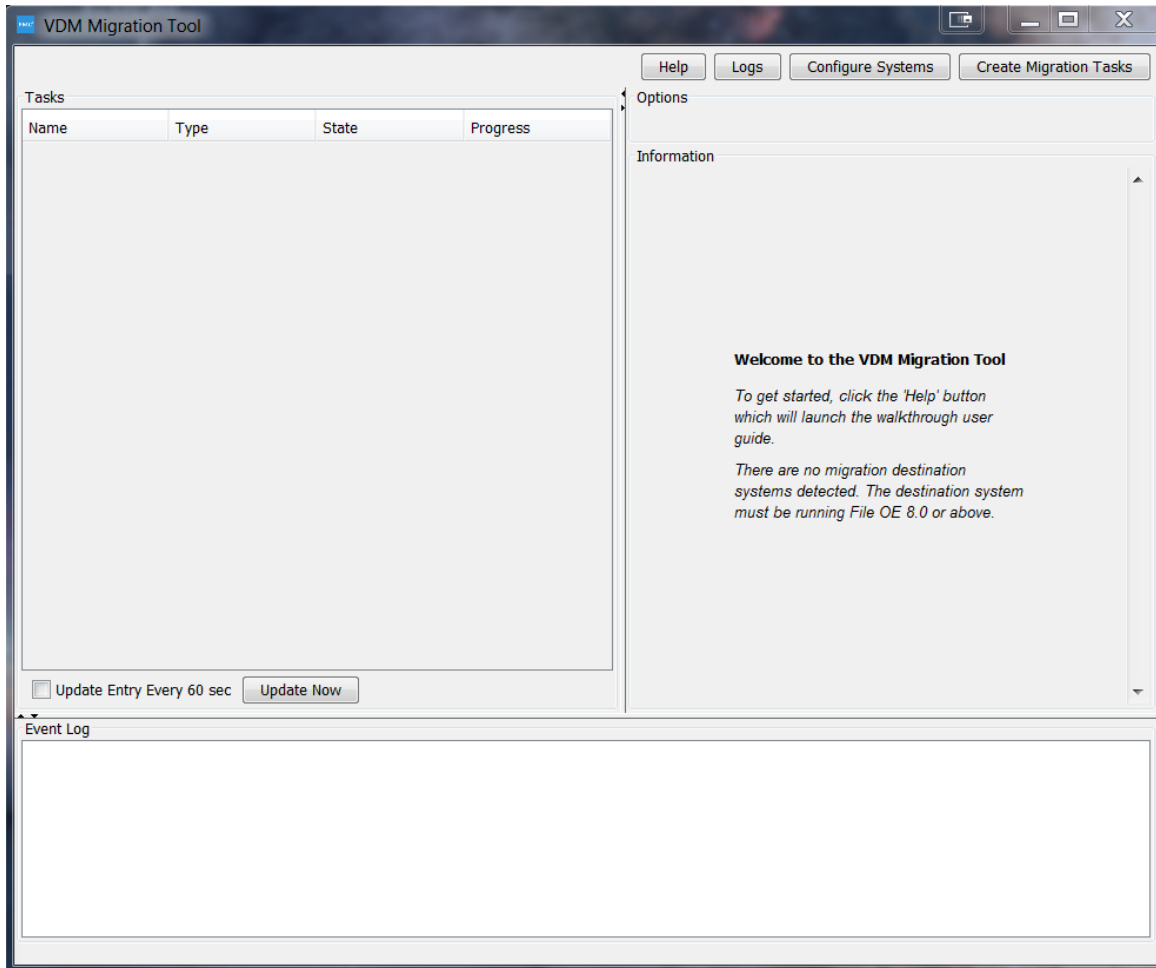 VDM Migration Tool
Help Logs Configure Systems Create Migration Tasks
Tasks
Name Type State Progress
Update Entry Every 60 sec Update Now
Options
Information
Welcome to the VDM Migration Tool
To get started, click the 'Help' button
which will launch the walkthrough user
guide.
There are no migration destination
systems detected. The destination system
must be running File OE 8.0 or above.
Event Log